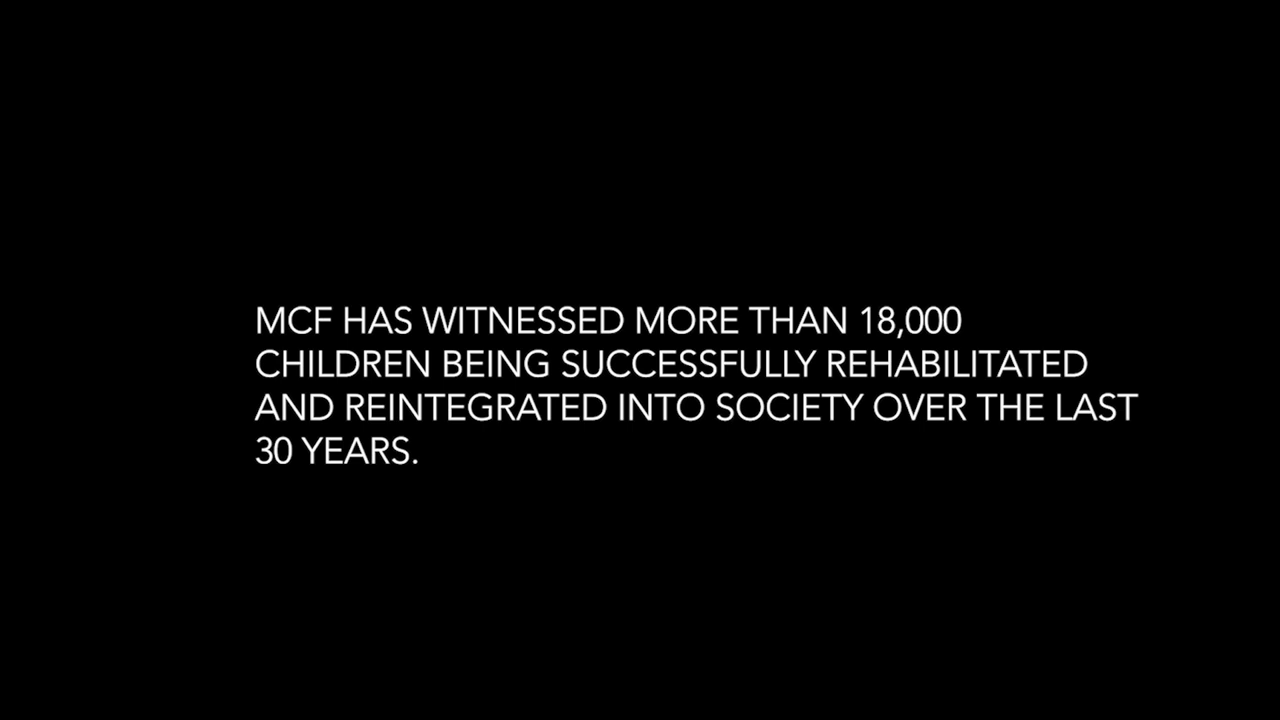 MCF HAS WITNESSED MORE THAN 18,000
CHILDREN BEING SUCCESSFULLY REHABILITATED
AND REINTEGRATED INTO SOCIETY OVER THE LAST
30 YEARS.